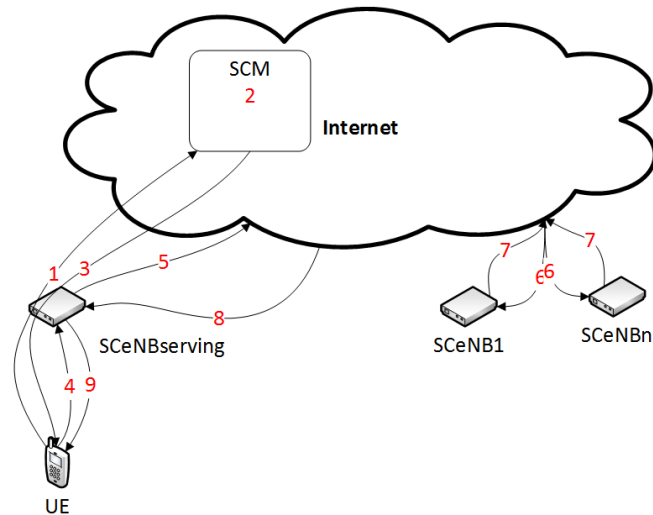 SCM
2
Internet
1
3
5
7
7
6
6
8
SCeNBserving
SCeNB1
SCeNBn
4
9
UE